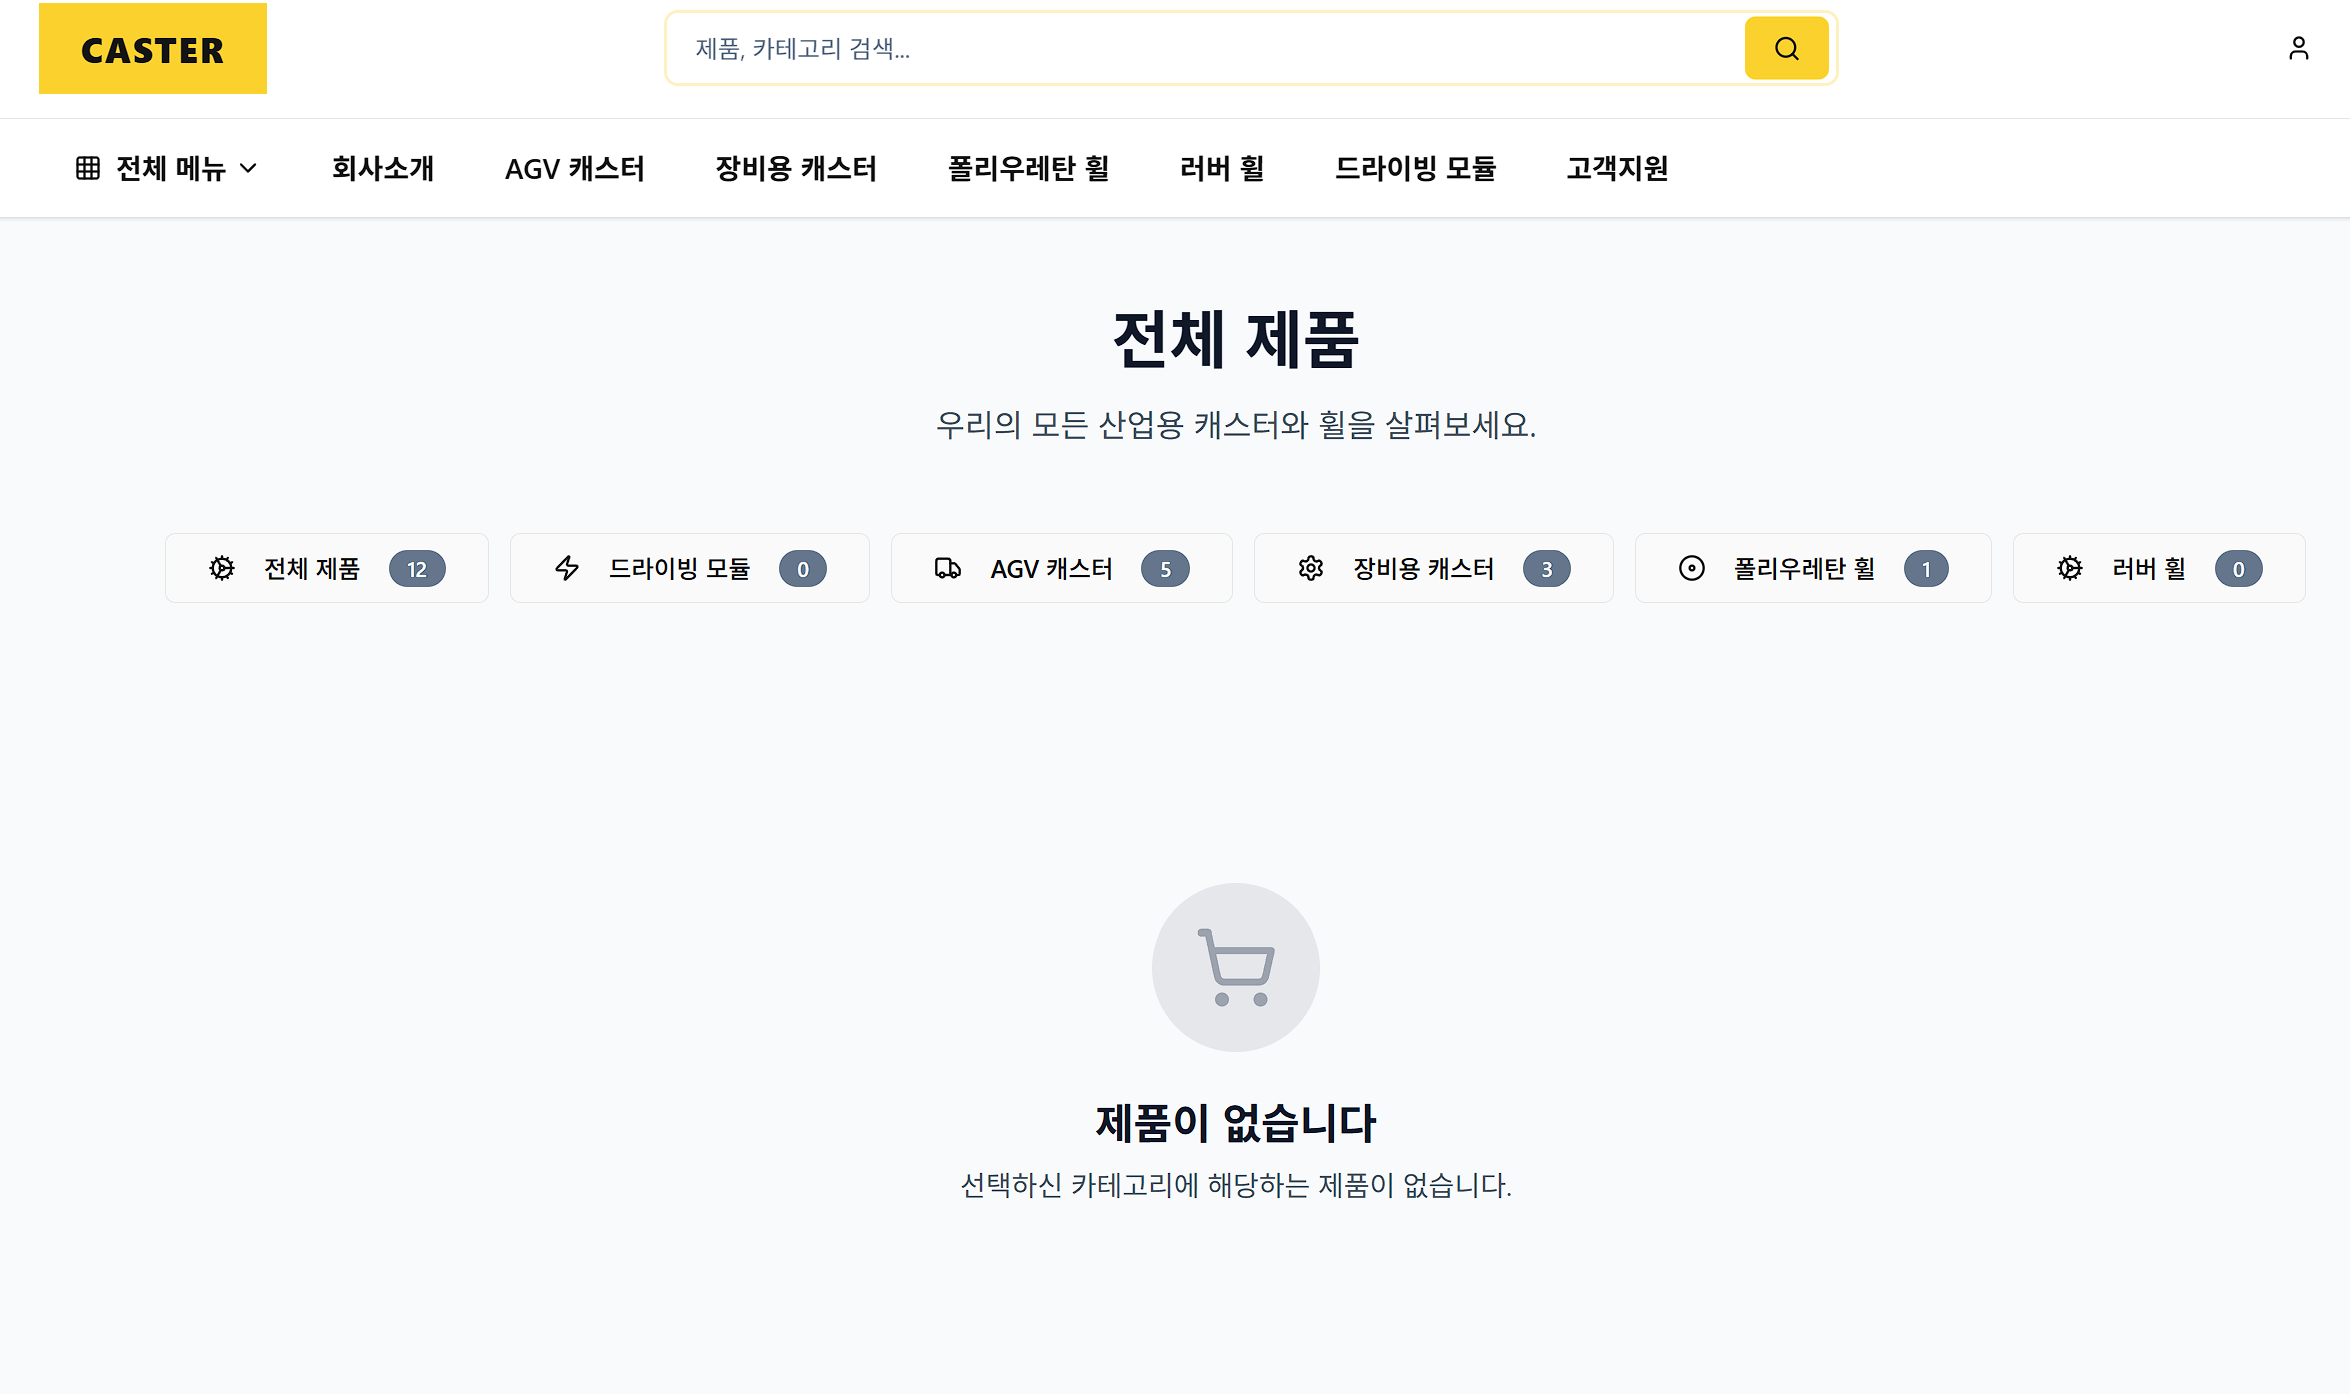 CASTER
제품, 카테고리 검색...
전체 메뉴 회사소개 AGV 캐스터 장비용 캐스터 폴리우레탄 휠 러버 휠 드라이빙 모듈 고객지원
전체 제품
우리의 모든 산업용 캐스터와 휠을 살펴보세요.
전체 제품 12 드라이빙 모듈 0 AGV 캐스터 5 장비용 캐스터 3 폴리우레탄 휠 1 러버 휠 0
제품이 없습니다
선택하신 카테고리에 해당하는 제품이 없습니다.